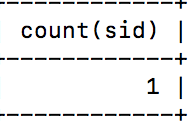 count(sid) |
1 |